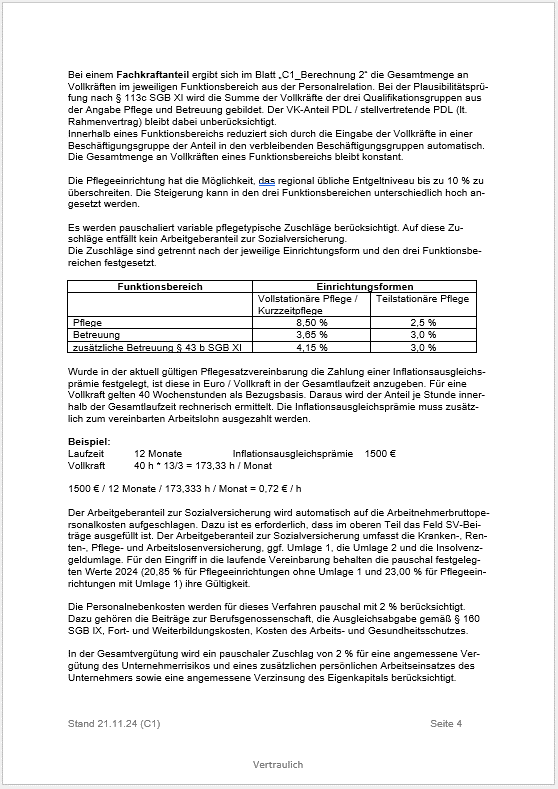 Bei einem Fachkraftanteil ergibt sich im Blatt „C1_Berechnung 2“ die Gesamtmenge an
Vollkräften im jeweiligen Funktionsbereich aus der Personalrelation. Bei der Plausibilitätsprü-
fung nach § 113c SGB XI wird die Summe der Vollkräfte der drei Qualifikationsgruppen aus
der Angabe Pflege und Betreuung gebildet. Der VK-Anteil PDL / stellvertretende PDL (lt.
Rahmenvertrag) bleibt dabei unberücksichtigt.
Innerhalb eines Funktionsbereichs reduziert sich durch die Eingabe der Vollkräfte in einer
Beschäftigungsgruppe der Anteil in den verbleibenden Beschäftigungsgruppen automatisch.
Die Gesamtmenge an Vollkräften eines Funktionsbereichs bleibt konstant.
Die Pflegeeinrichtung hat die Möglichkeit, das regional übliche Entgeltniveau bis zu 10 % zu
überschreiten. Die Steigerung kann in den drei Funktionsbereichen unterschiedlich hoch an-
gesetzt werden.
Es werden pauschaliert variable pflegetypische Zuschläge berücksichtigt. Auf diese Zu-
schläge entfällt kein Arbeitgeberanteil zur Sozialversicherung.
Die Zuschläge sind getrennt nach der jeweilige Einrichtungsform und den drei Funktionsbe-
reichen festgesetzt.
Funktionsbereich Einrichtungsformen
Vollstationäre Pflege / Teilstationäre Pflege
Kurzzeitpflege
Pflege 8,50 % 2,5 %
Betreuung 3,65 % 3,0 %
zusätzliche Betreuung § 43 b SGB XI 4,15 % 3,0 %
Wurde in der aktuell gültigen Pflegesatzvereinbarung die Zahlung einer Inflationsausgleichs-
prämie festgelegt, ist diese in Euro / Vollkraft in der Gesamtlaufzeit anzugeben. Für eine
Vollkraft gelten 40 Wochenstunden als Bezugsbasis. Daraus wird der Anteil je Stunde inner-
halb der Gesamtlaufzeit rechnerisch ermittelt. Die Inflationsausgleichsprämie muss zusätz-
lich zum vereinbarten Arbeitslohn ausgezahlt werden.
Beispiel:
Laufzeit 12 Monate Inflationsausgleichsprämie 1500 €
Vollkraft 40 h * 13/3 = 173,33 h / Monat
1500 € / 12 Monate / 173,333 h / Monat = 0,72 € / h
Der Arbeitgeberanteil zur Sozialversicherung wird automatisch auf die Arbeitnehmerbruttope-
rsonalkosten aufgeschlagen. Dazu ist es erforderlich, dass im oberen Teil das Feld SV-Bei-
träge ausgefüllt ist. Der Arbeitgeberanteil zur Sozialversicherung umfasst die Kranken-, Ren-
ten-, Pflege- und Arbeitslosenversicherung, ggf. Umlage 1, die Umlage 2 und die Insolvenz-
geldumlage. Für den Eingriff in die laufende Vereinbarung behalten die pauschal festgeleg-
ten Werte 2024 (20,85 % für Pflegeeinrichtungen ohne Umlage 1 und 23,00 % für Pflegeein-
richtungen mit Umlage 1) ihre Gültigkeit.
Die Personalnebenkosten werden für dieses Verfahren pauschal mit 2 % berücksichtigt.
Dazu gehören die Beiträge zur Berufsgenossenschaft, die Ausgleichsabgabe gemäß § 160
SGB IX, Fort- und Weiterbildungskosten, Kosten des Arbeits- und Gesundheitsschutzes.
In der Gesamtvergütung wird ein pauschaler Zuschlag von 2 % für eine angemessene Ver-
gütung des Unternehmerrisikos und eines zusätzlichen persönlichen Arbeitseinsatzes des
Unternehmers sowie eine angemessene Verzinsung des Eigenkapitals berücksichtigt.
Stand 21.11.24 (C1) Seite 4
Vertraulich